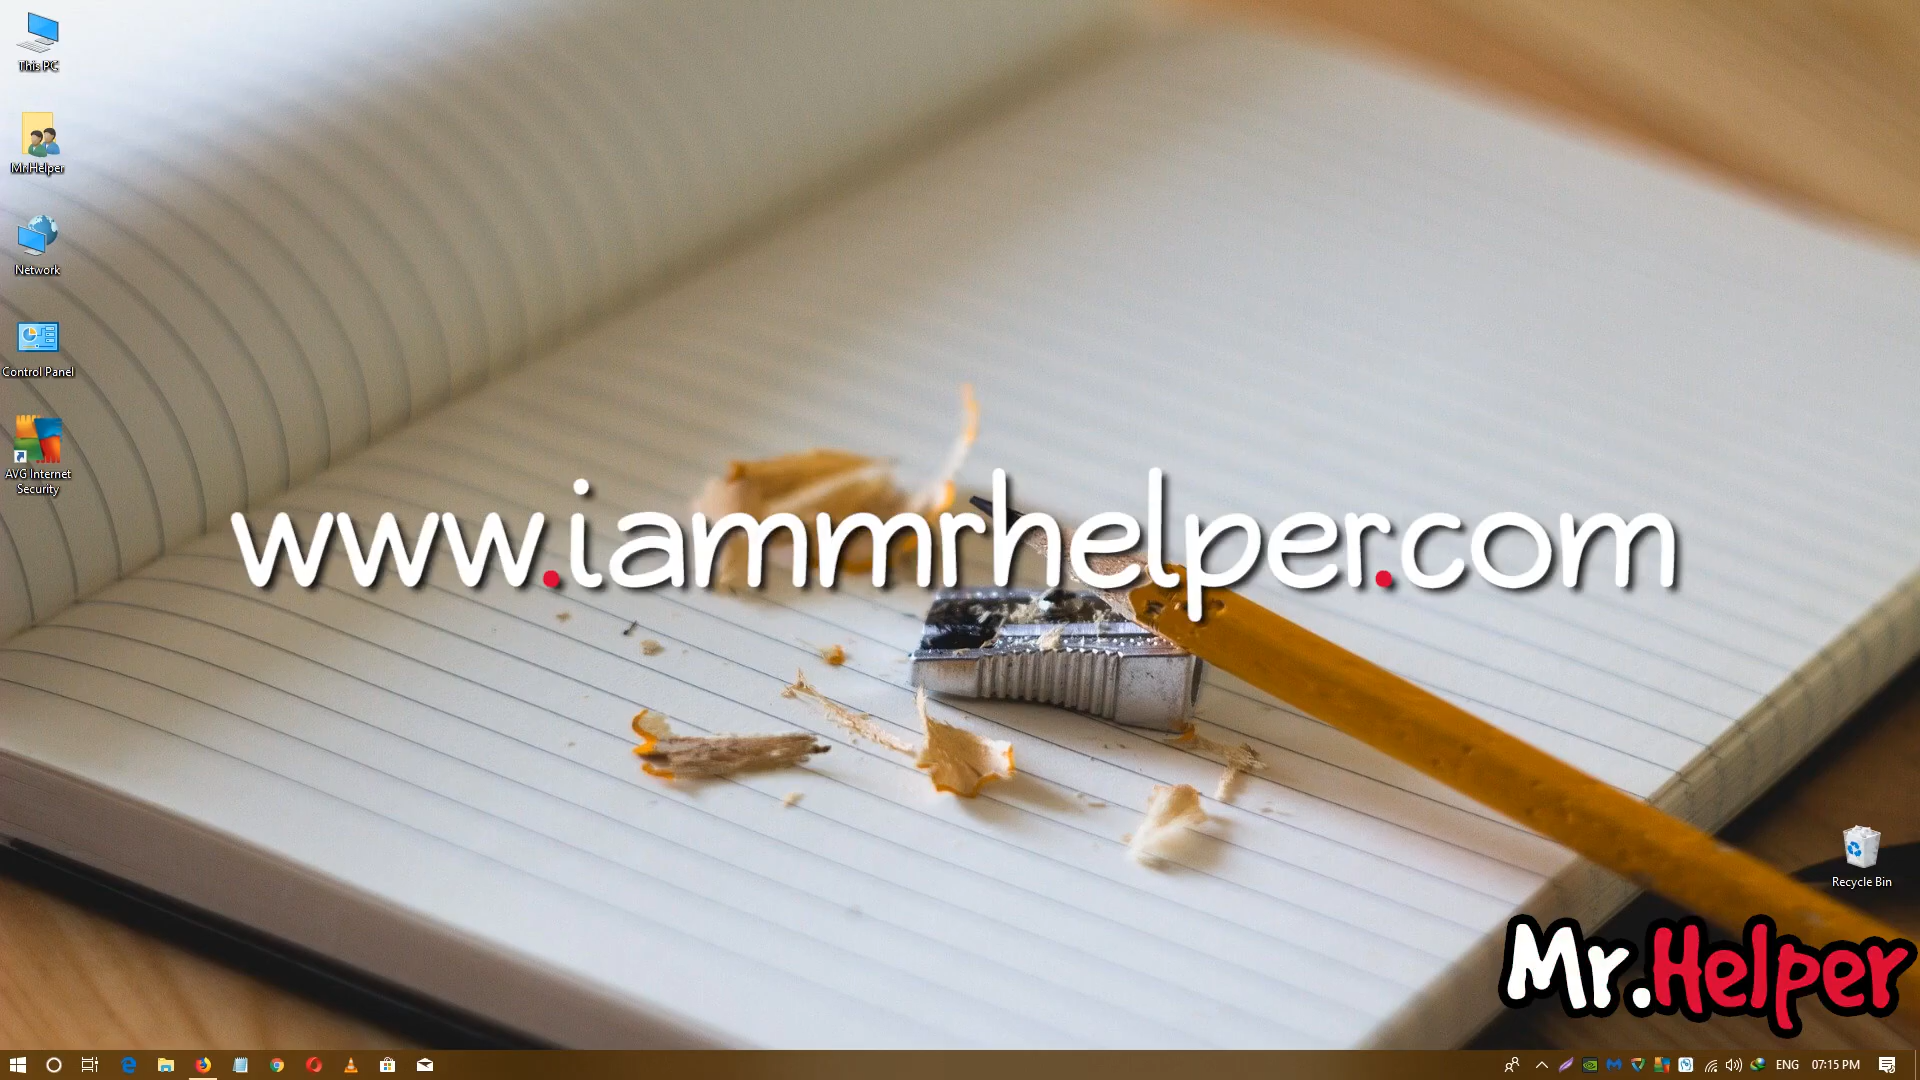 This PC
MrHelper
Network
Control Panel
AVG Internet
Security
www.iammrhelper.com
Recycle Bin
Mr.Helper
ENG
07:15 PM